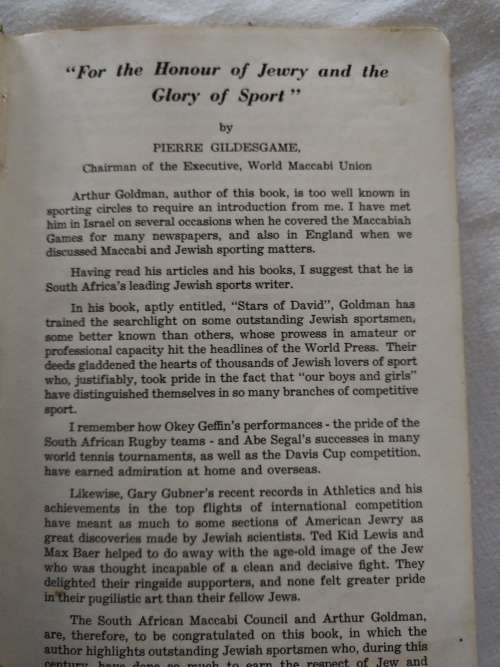 "For the Honour of Jewry and the
Glory of Sport"
by
PIERRE GILDESGAME,
Chairman of the Executive, World Maccabi Union
Arthur Goldman, author of this book, is too well known in
sporting circles to require an introduction from me. I have met
him in Israel on several occasions when he covered the Maccabiah
Games for many newspapers, and also in England when we
discussed Maccabi and Jewish sporting matters.
Having read his articles and his books, I suggest that he is
South Africa's leading Jewish sports writer.
In his book, aptly entitled, "Stars of David", Goldman has
trained the searchlight on some outstanding Jewish sportsmen,
some better known than others, whose prowess in amateur or
professional capacity hit the headlines of the World Press. Their
deeds gladdened the hearts of thousands of Jewish lovers of sport
who, justifiably, took pride in the fact that "our boys and girls"
have distinguished themselves in so many branches of competitive
sport.
I remember how Okey Geffin's performances - the pride of the
South African Rugby teams - and Abe Segal's successes in many
world tennis tournaments, as well as the Davis Cup competition,
have earned admiration at home and overseas.
Likewise, Gary Gubner's recent records in Athletics and his
achievements in the top flights of international competition
have meant as much to some sections of American Jewry as
great discoveries made by Jewish scientists. Ted Kid Lewis and
Max Baer helped to do away with the age-old image of the Jew
who was thought incapable of a clean and decisive fight. They
delighted their ringside supporters, and none felt greater pride
in their pugilistic art than their fellow Jews.
The South African Maccabi Council and Arthur Goldman,
are, therefore, to be congratulated on this book, in which the
author highlights outstanding Jewish sportsmen who, during this
century, have done so much to earn the respect of Jew and